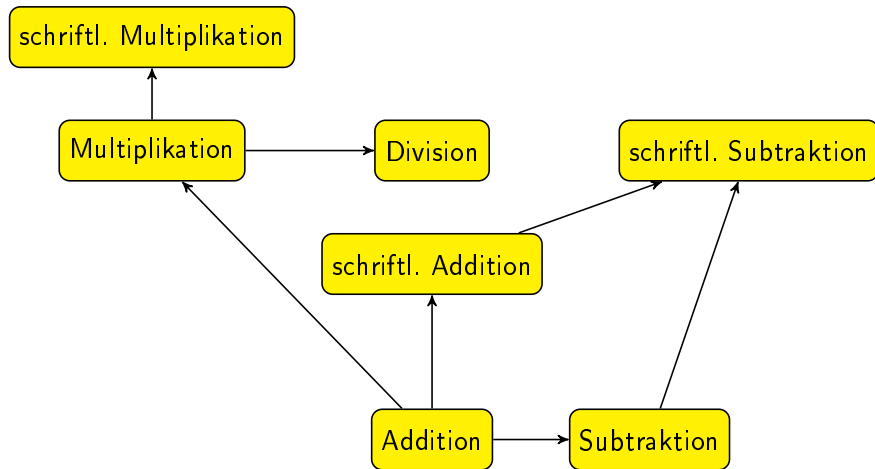 schriftl. Multiplikation
Multiplikation
Division
schriftl. Subtraktion
schriftl. Addition
Addition
Subtraktion